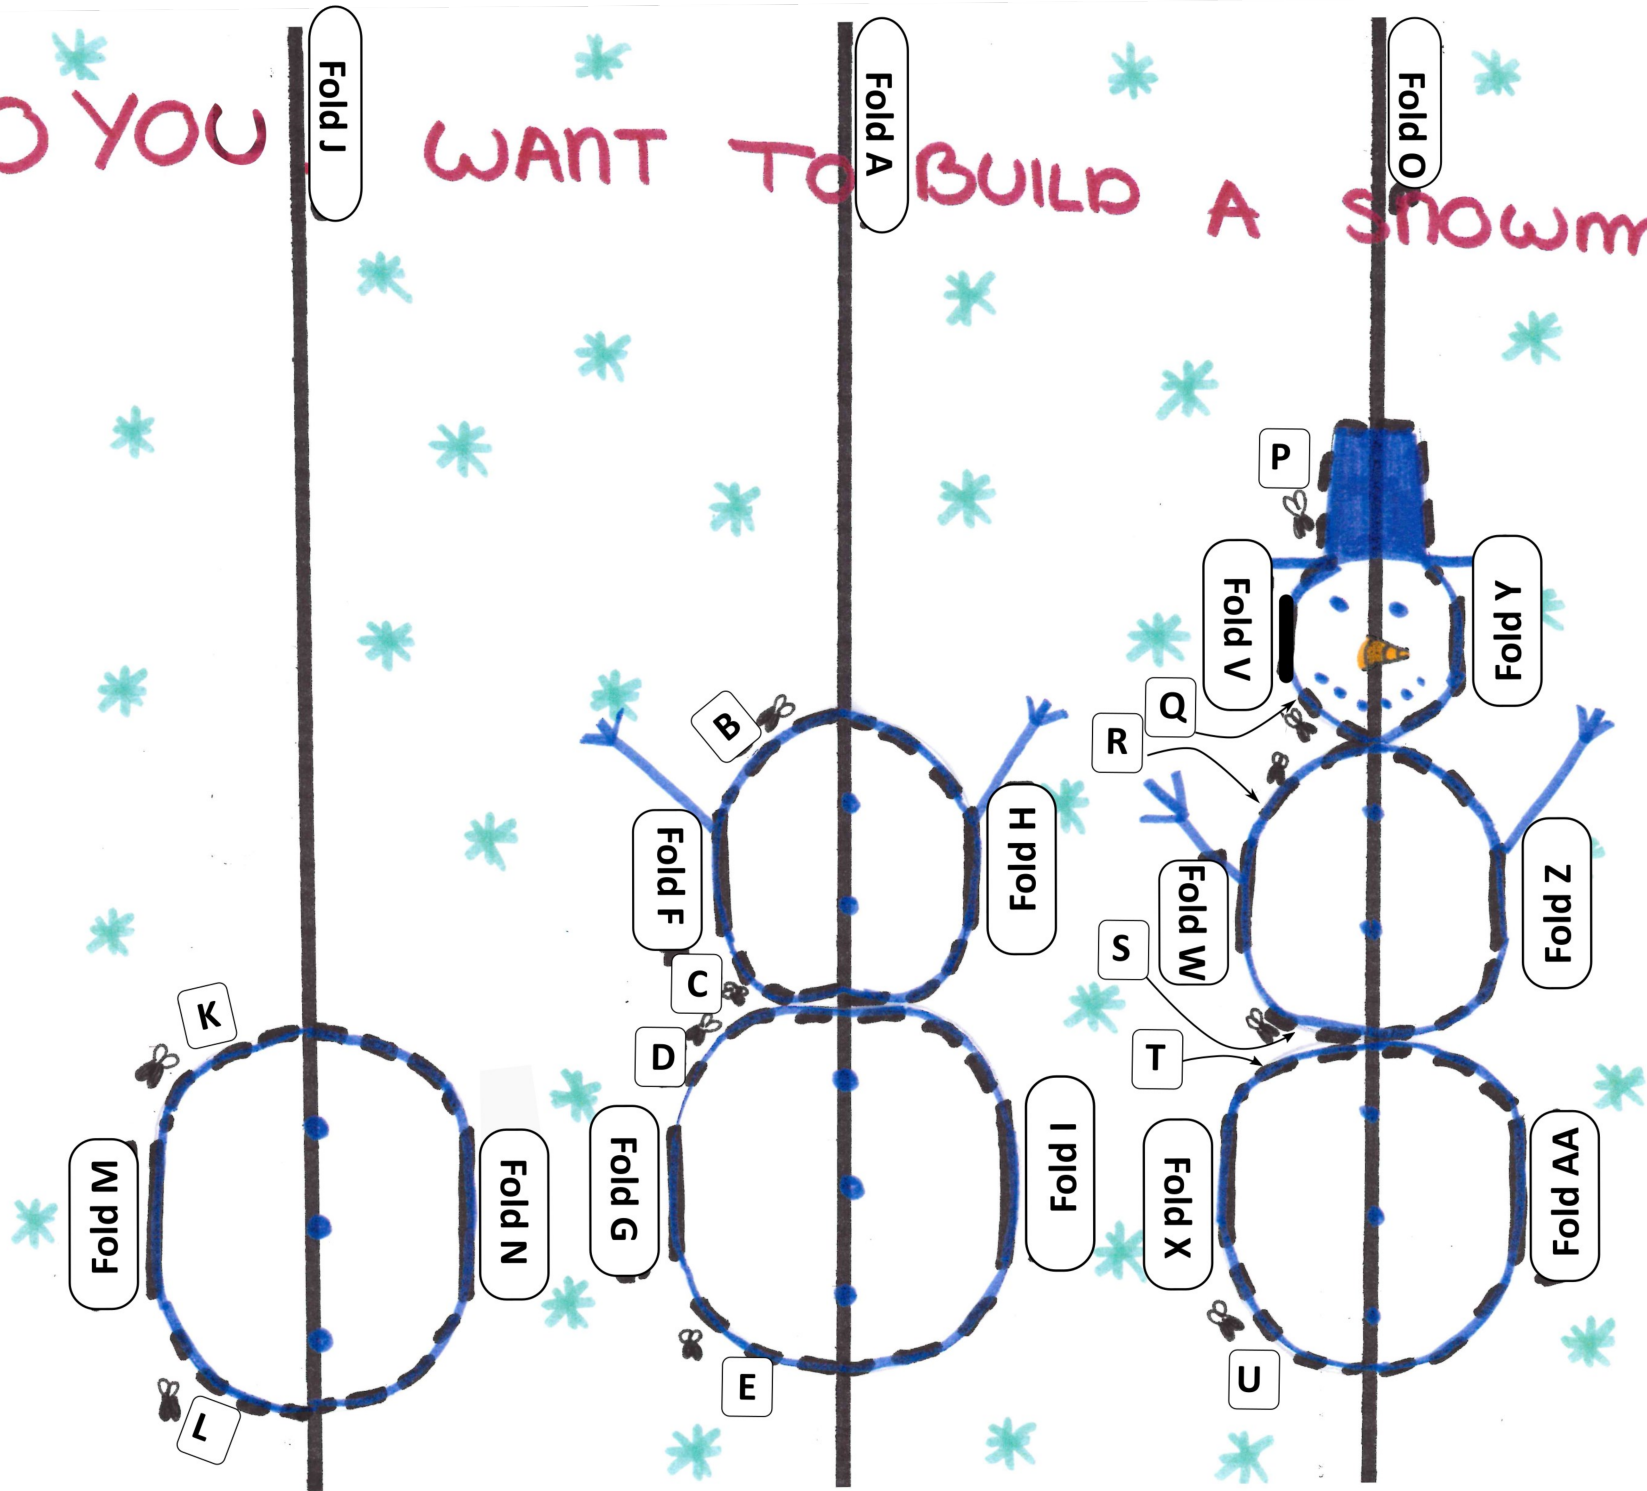 O YOU WANT TO BUILD A SNOWM
Fold J
Fold A
Fold O
P
Fold V
Fold Y
Q
R
B
Fold F
Fold H
Fold W
Fold Z
C
S
D
T
K
Fold M
Fold N
Fold G
Fold I
Fold X
Fold AA
E
U
L